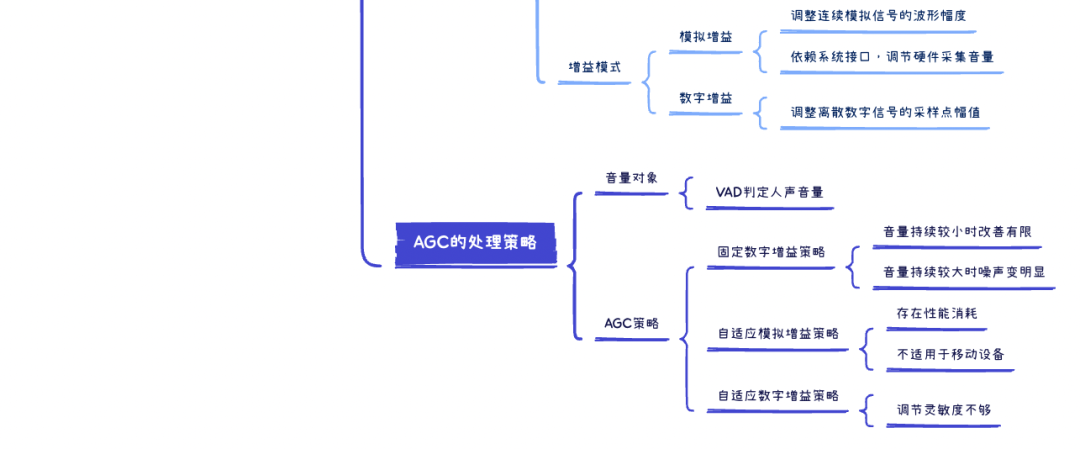 增益模式
模拟增益
调整连续模拟信号的波形幅度
依赖系统接口，调节硬件采集音量
数字增益
调整离散数字信号的采样点幅值
AGC的处理策略
音量对象
VAD判定人声音量
AGC策略
固定数字增益策略
音量持续较小时改善有限
音量持续较大时噪声变明显
自适应模拟增益策略
存在性能消耗
不适用于移动设备
自适应数字增益策略
调节灵敏度不够